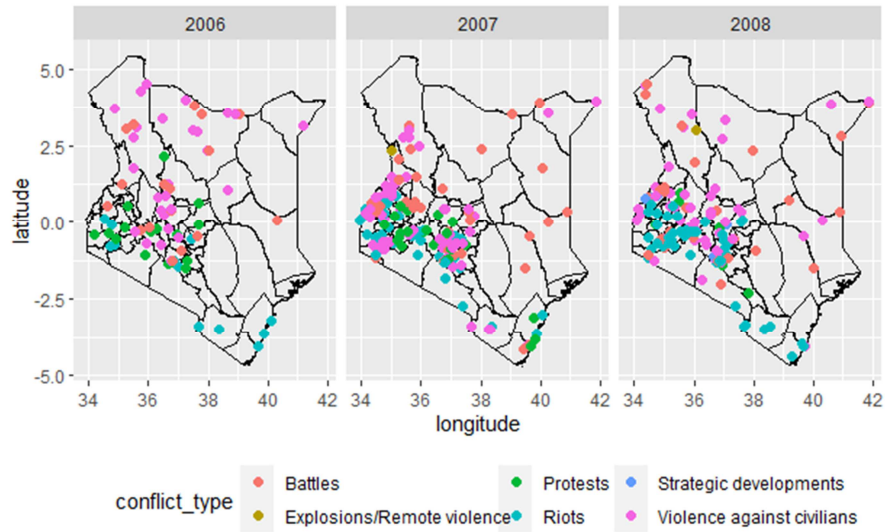 2006 2007 2008
5.0
2.5
0.0
-2.5
-5.0
latitude
34 36 38 40 42 34 36 38 40 42 34 36 38 40 42
longitude
conflict_type
Battles Protests Strategic developments
Explosions/Remote violence Riots Violence against civilians